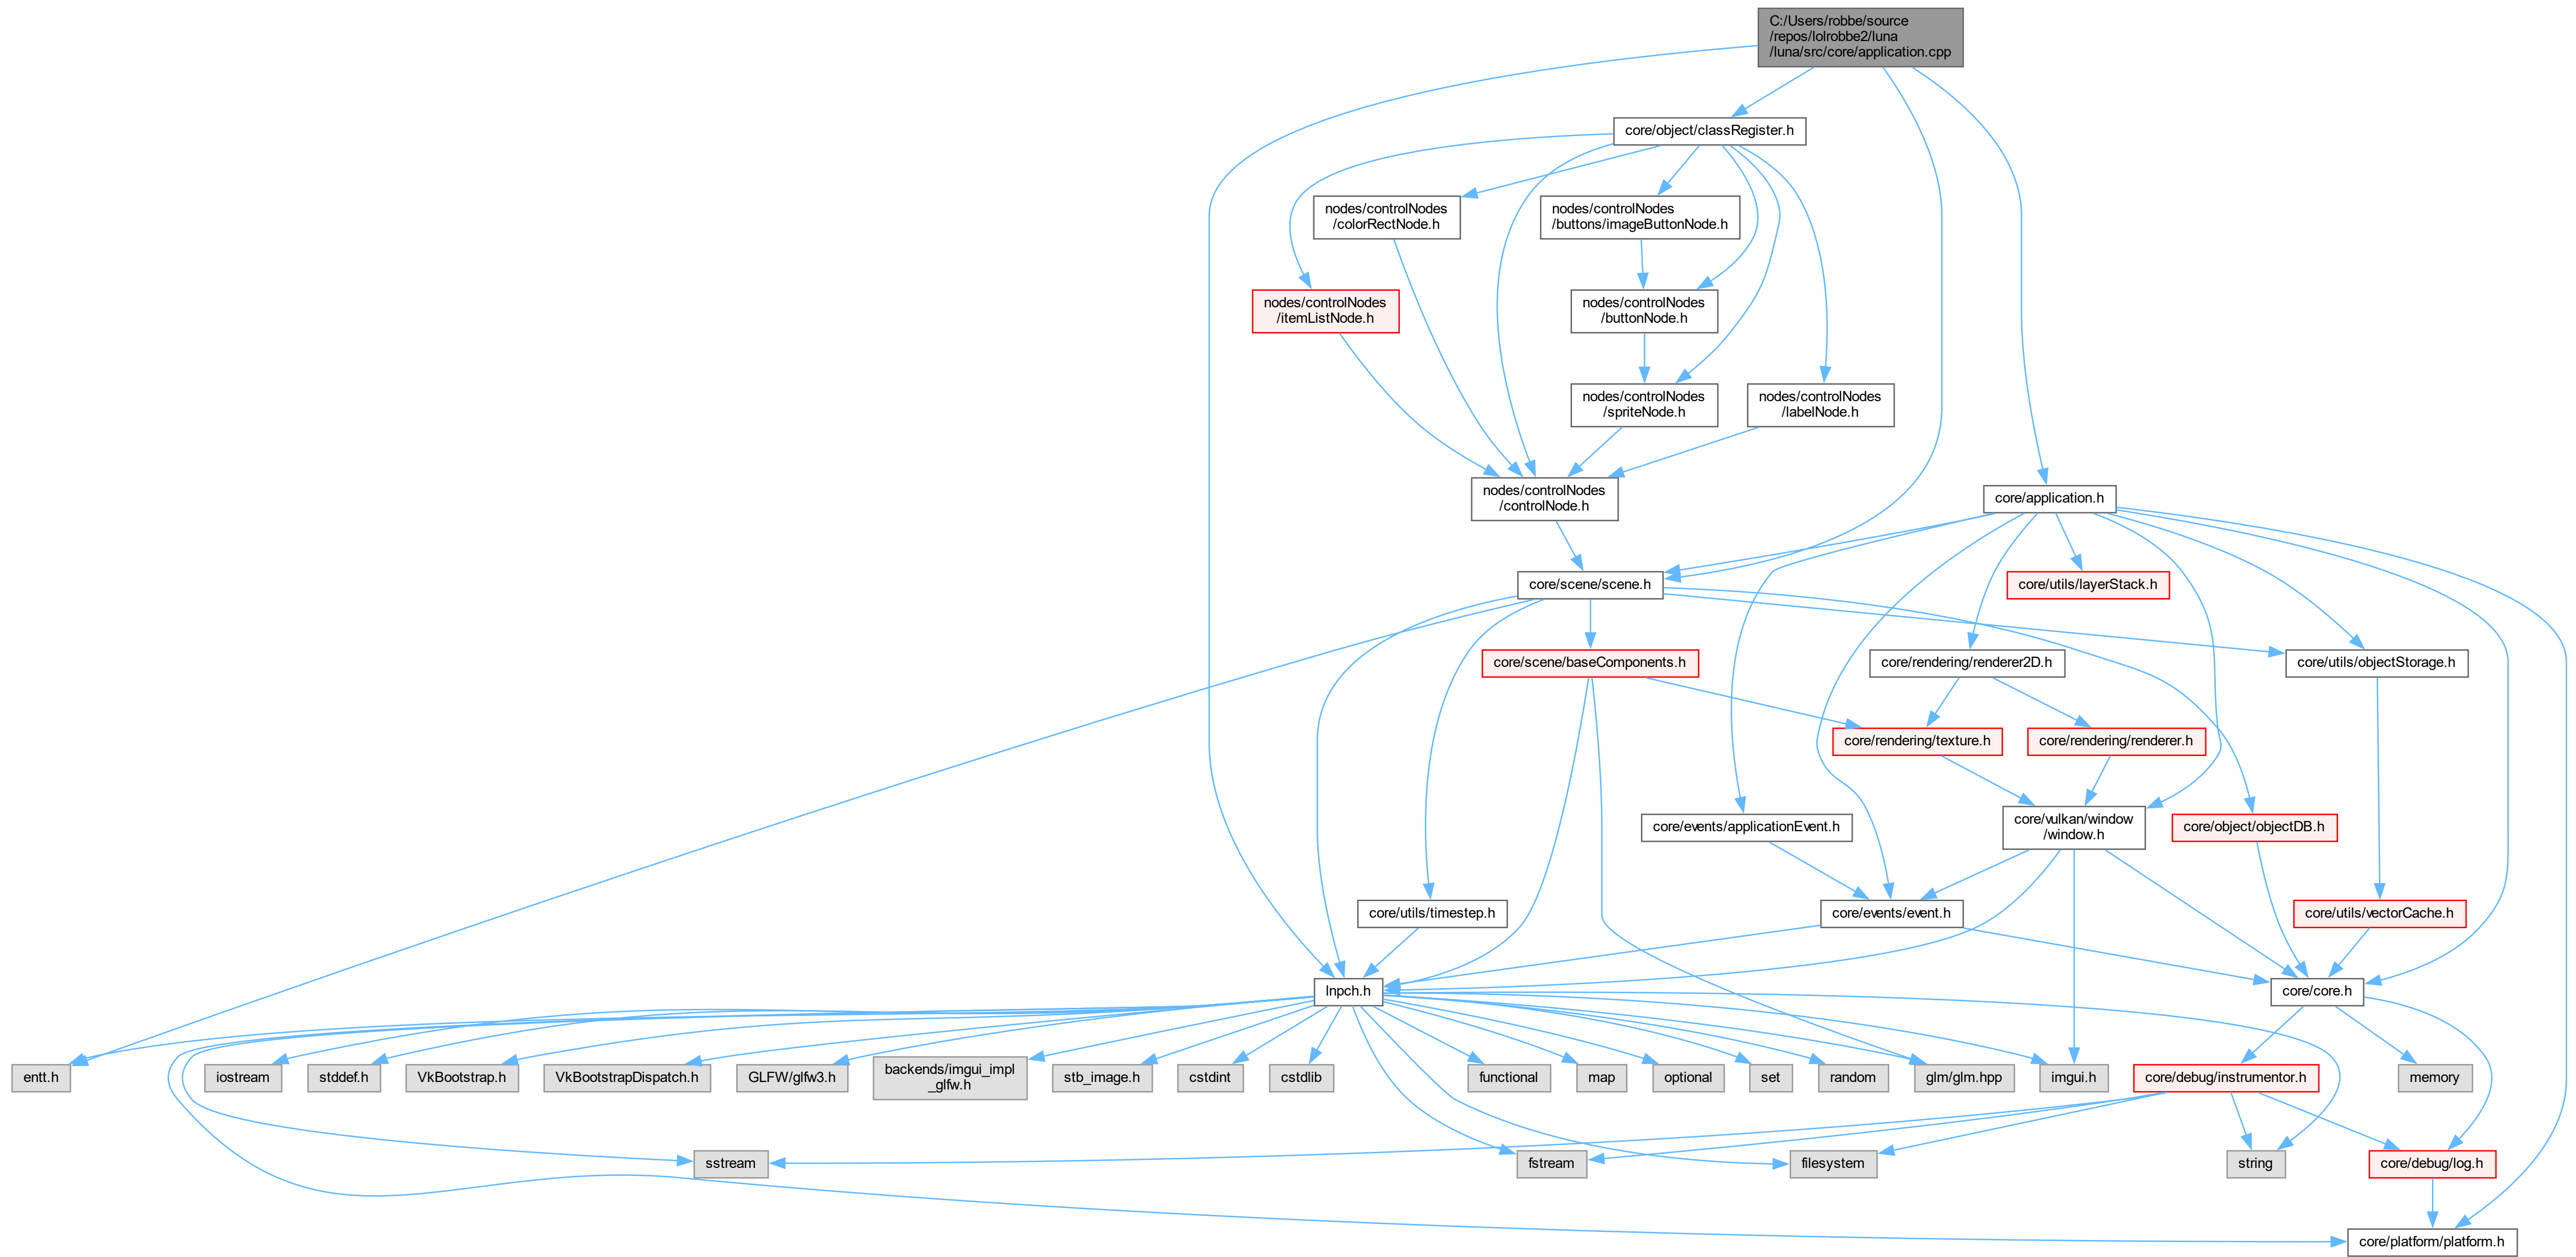 C:/Users/robbe/source
/repos/lolrobbe2/luna
/luna/src/core/application.cpp
core/object/classRegister.h
nodes/controlNodes
/colorRectNode.h
nodes/controlNodes
/buttons/imageButtonNode.h
nodes/controlNodes
/itemListNode.h
nodes/controlNodes
/buttonNode.h
nodes/controlNodes
/spriteNode.h
nodes/controlNodes
/labelNode.h
nodes/controlNodes
/controlNode.h
core/application.h
core/scene/scene.h
core/utils/layerStack.h
core/scene/baseComponents.h
core/rendering/renderer2D.h
core/utils/objectStorage.h
core/rendering/texture.h
core/rendering/renderer.h
core/events/applicationEvent.h
core/vulkan/window
/window.h
core/object/objectDB.h
core/utils/timestep.h
core/events/event.h
core/utils/vectorCache.h
lnpch.h
core/core.h
entt.h
iostream
stddef.h
VkBootstrap.h
VkBootstrapDispatch.h
GLFW/glfw3.h
backends/imgui_impl
_glfw.h
stb_image.h
cstdint
cstdlib
functional
map
optional
set
random
glm/glm.hpp
imgui.h
core/debug/instrumentor.h
memory
sstream
fstream
filesystem
string
core/debug/log.h
core/platform/platform.h